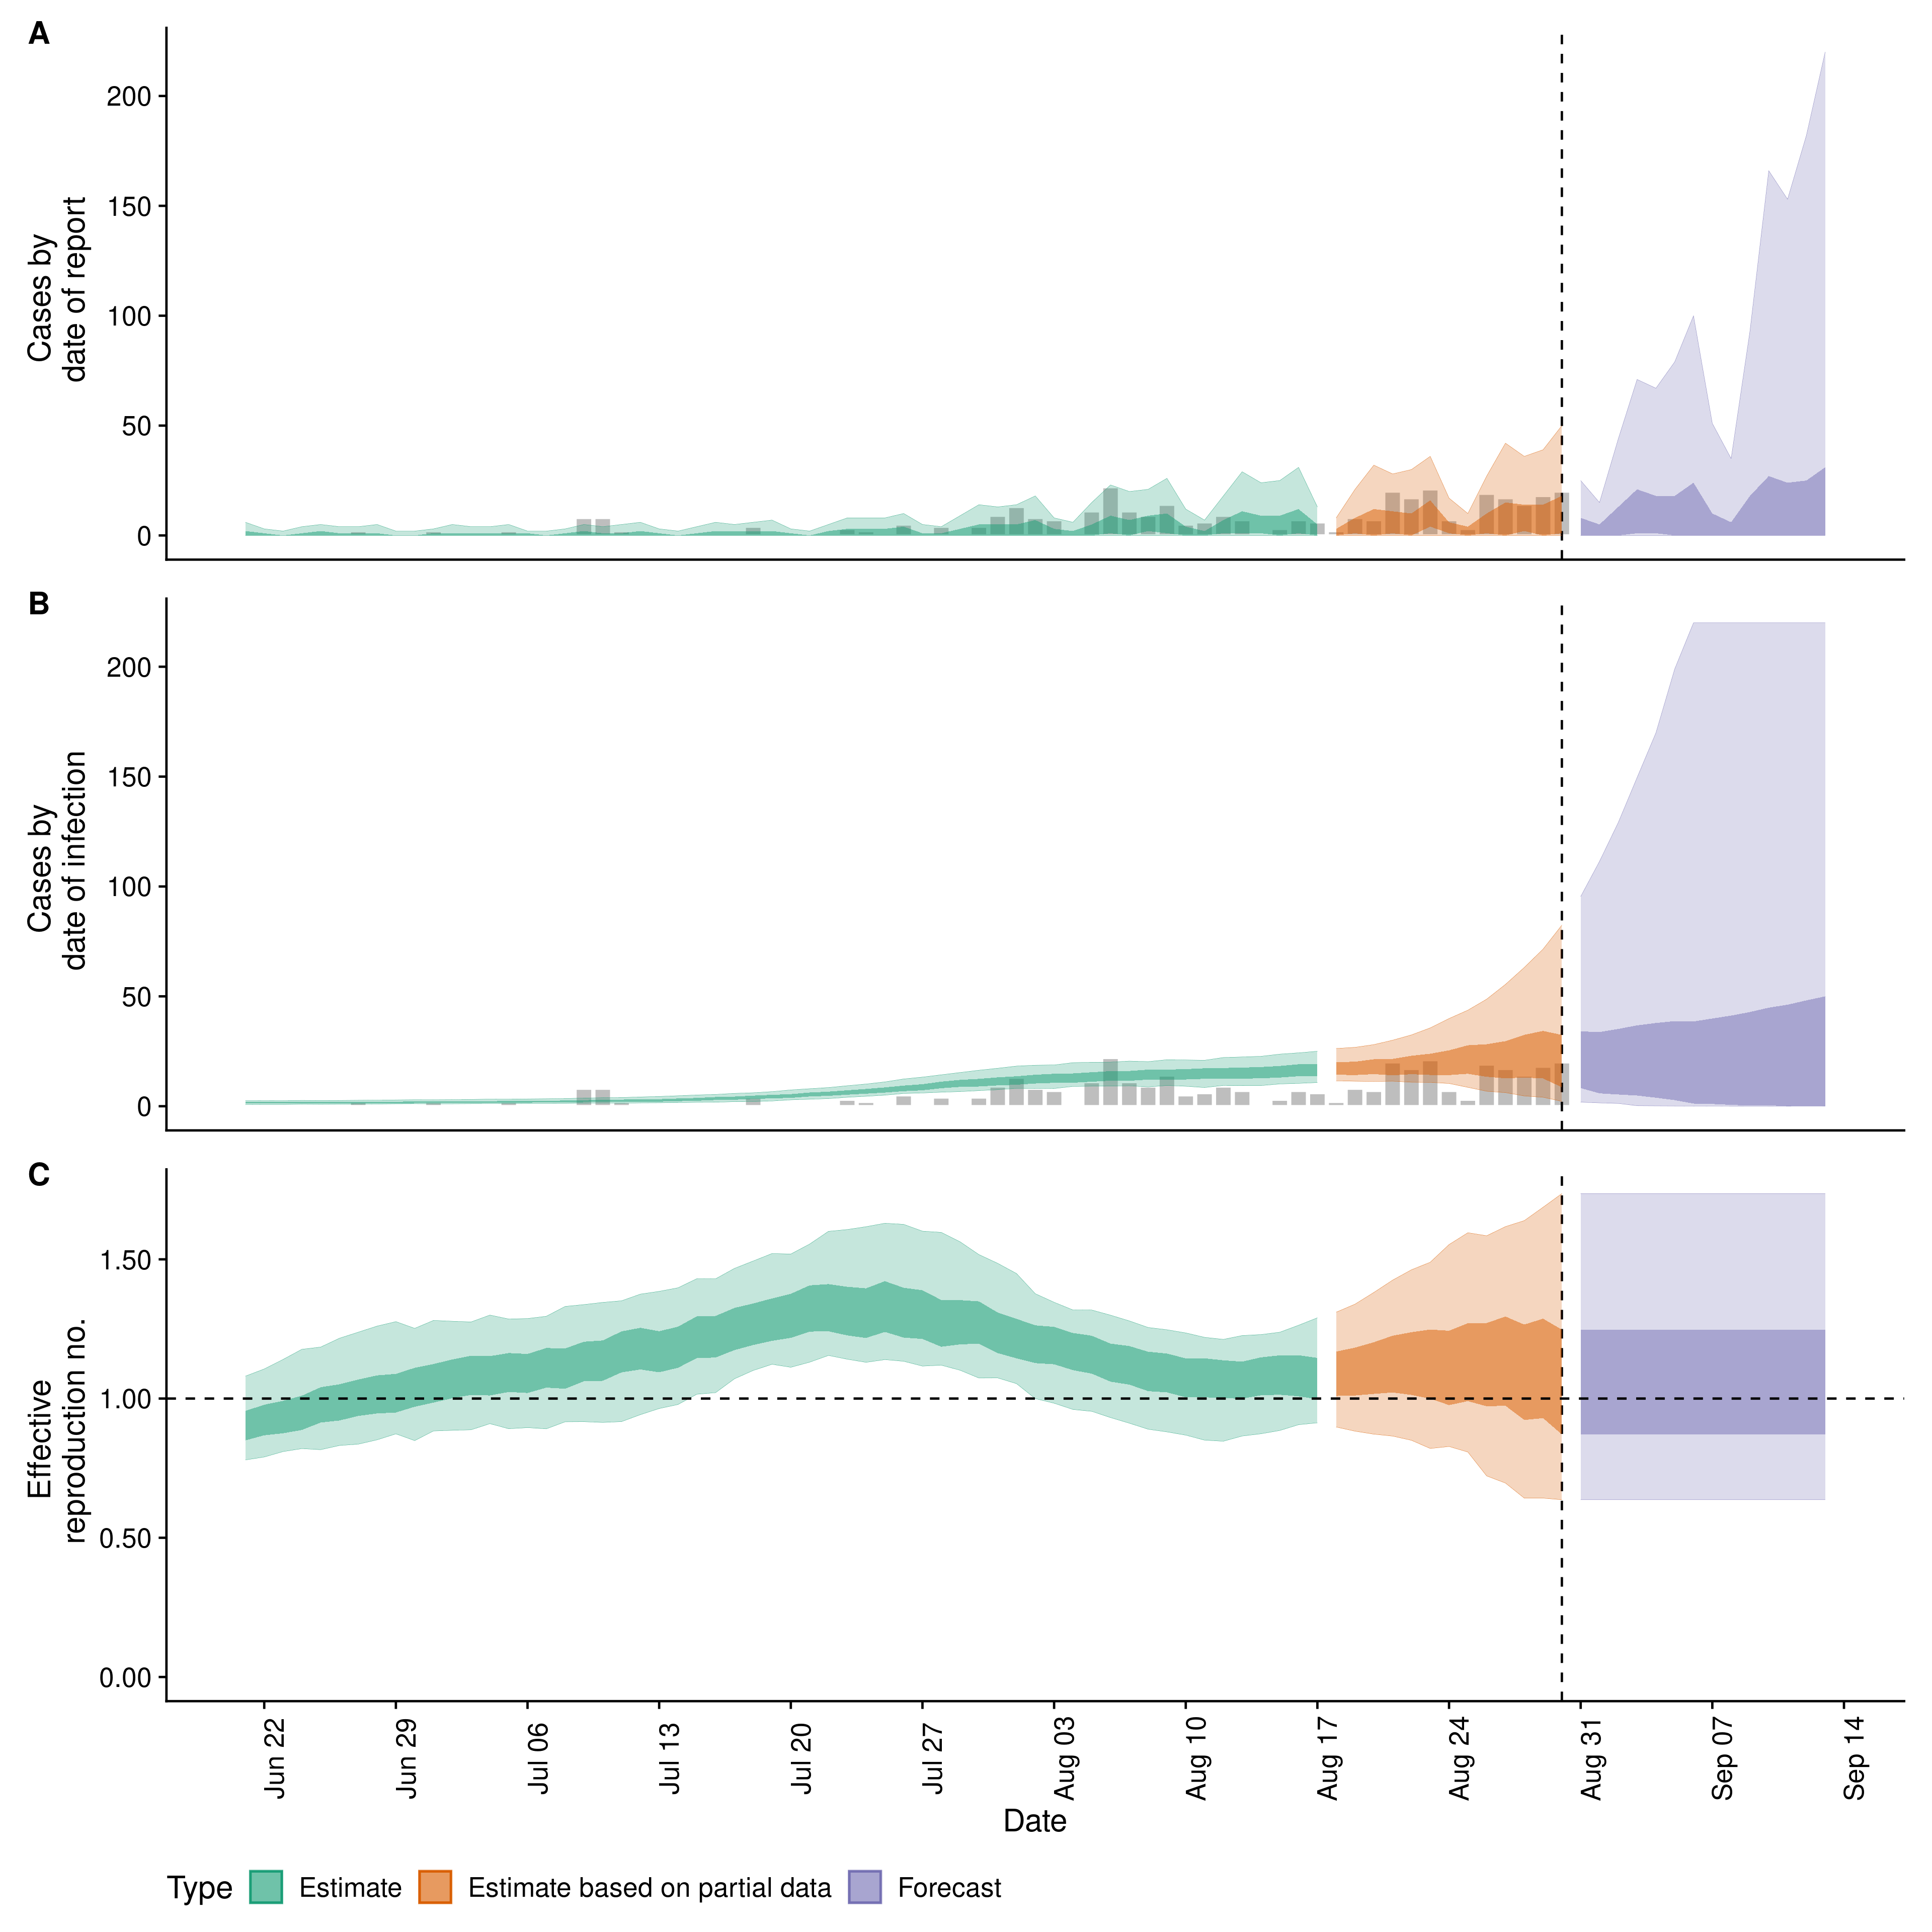 A
Cases by
date of report
200
150
100
50
0
B
Cases by
date of infection
200
150
100
50
0
C
Effective
reproduction no.
1.50
1.00
0.50
0.00
Jun 22
Jun 29
Jul 06
Jul 13
Jul 20
Jul 27
Aug 03
Aug 10
Aug 17
Aug 24
Aug 31
Sep 07
Sep 14
Date
Type Estimate Estimate based on partial data Forecast